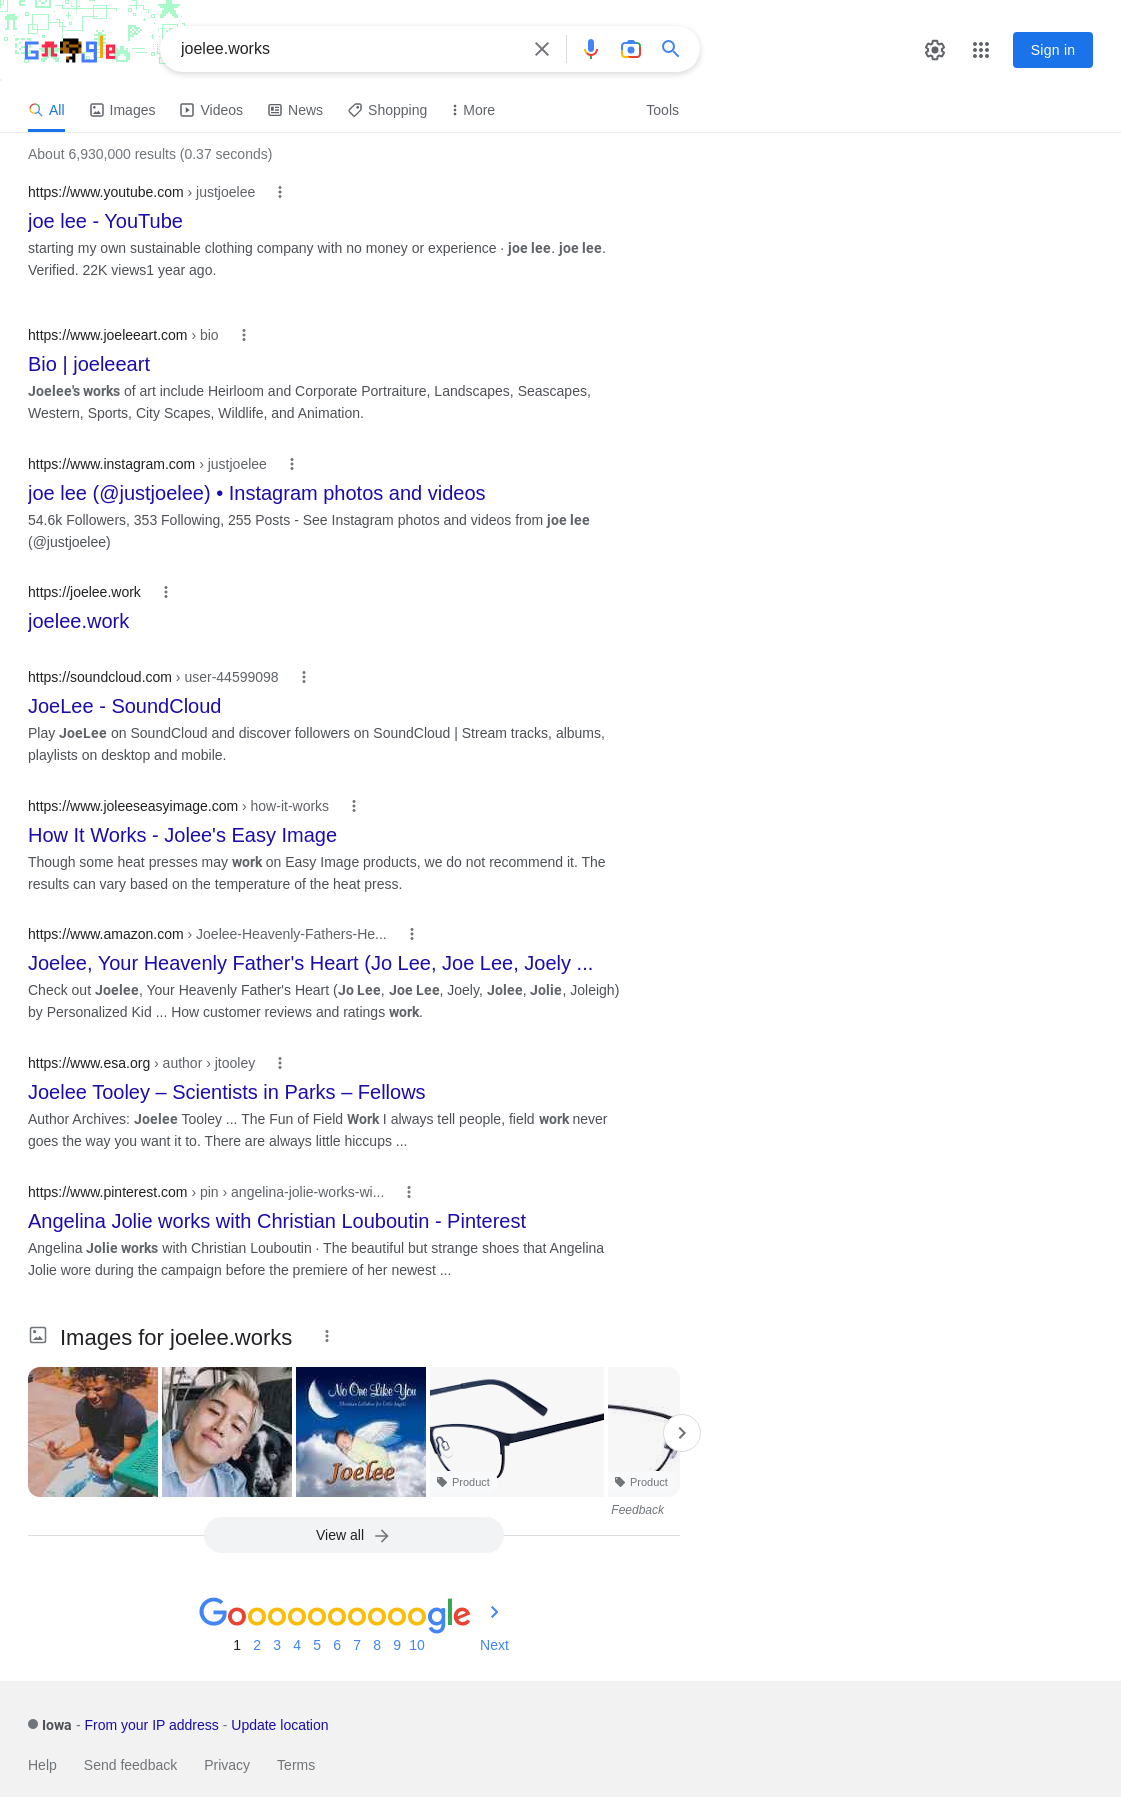 Google
joelee.works
Sign in
All Images Videos News Shopping More Tools
About 6,930,000 results (0.37 seconds)
https://www.youtube.com › justjoelee
joe lee - YouTube
starting my own sustainable clothing company with no money or experience · joe lee. joe lee.
Verified. 22K views1 year ago.
https://www.joeleeart.com › bio
Bio | joeleeart
Joelee's works of art include Heirloom and Corporate Portraiture, Landscapes, Seascapes,
Western, Sports, City Scapes, Wildlife, and Animation.
https://www.instagram.com › justjoelee
joe lee (@justjoelee) • Instagram photos and videos
54.6k Followers, 353 Following, 255 Posts - See Instagram photos and videos from joe lee
(@justjoelee)
https://joelee.work
joelee.work
https://soundcloud.com › user-44599098
JoeLee - SoundCloud
Play JoeLee on SoundCloud and discover followers on SoundCloud | Stream tracks, albums,
playlists on desktop and mobile.
https://www.joleeseasyimage.com › how-it-works
How It Works - Jolee's Easy Image
Though some heat presses may work on Easy Image products, we do not recommend it. The
results can vary based on the temperature of the heat press.
https://www.amazon.com › Joelee-Heavenly-Fathers-He...
Joelee, Your Heavenly Father's Heart (Jo Lee, Joe Lee, Joely ...
Check out Joelee, Your Heavenly Father's Heart (Jo Lee, Joe Lee, Joely, Jolee, Jolie, Joleigh)
by Personalized Kid ... How customer reviews and ratings work.
https://www.esa.org › author › jtooley
Joelee Tooley – Scientists in Parks – Fellows
Author Archives: Joelee Tooley ... The Fun of Field Work I always tell people, field work never
goes the way you want it to. There are always little hiccups ...
https://www.pinterest.com › pin › angelina-jolie-works-wi...
Angelina Jolie works with Christian Louboutin - Pinterest
Angelina Jolie works with Christian Louboutin · The beautiful but strange shoes that Angelina
Jolie wore during the campaign before the premiere of her newest ...
Images for joelee.works
No One Like You
Christian Lullabies for Little Angels
Joelee
Product
Product
Feedback
View all
Goooooooooogle
1 2 3 4 5 6 7 8 9 10 Next
Iowa - From your IP address - Update location
Help Send feedback Privacy Terms